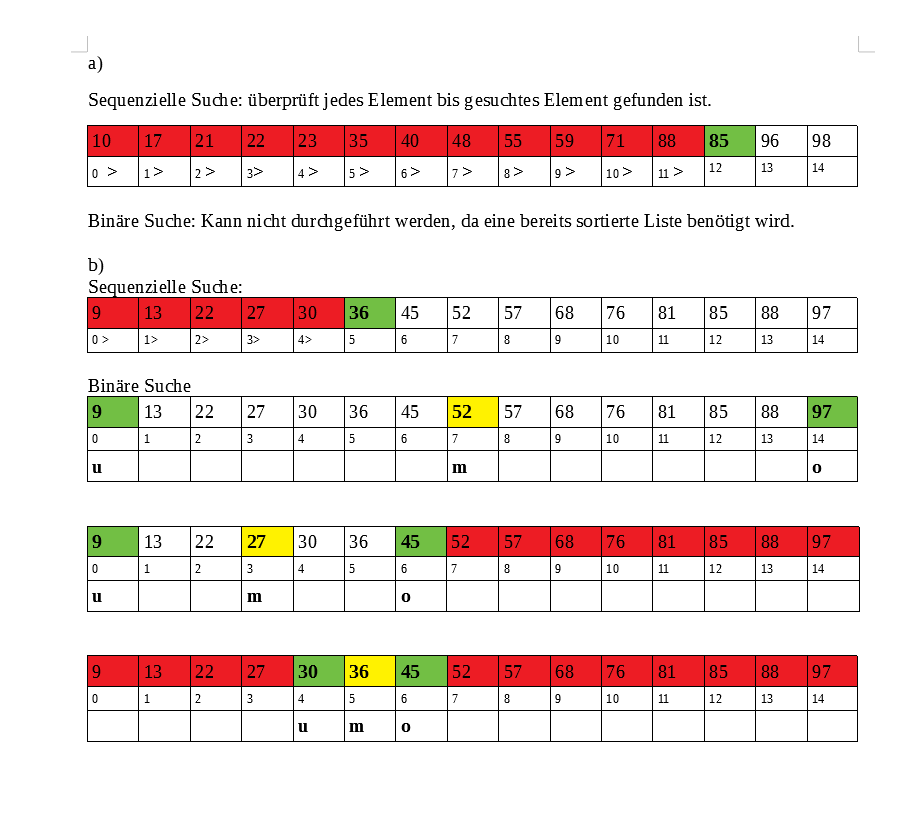 a)
Sequenzielle Suche: überprüft jedes Element bis gesuchtes Element gefunden ist.
10 17 21 22 23 35 40 48 55 59 71 88 85 96 98
0 > 1 > 2 > 3> 4 > 5 > 6 > 7 > 8 > 9 > 10 > 11 > 12 13 14
Binäre Suche: Kann nicht durchgeführt werden, da eine bereits sortierte Liste benötigt wird.
b)
Sequenzielle Suche:
9 13 22 27 30 36 45 52 57 68 76 81 85 88 97
0 > 1> 2> 3> 4> 5 6 7 8 9 10 11 12 13 14
Binäre Suche
9 13 22 27 30 36 45 52 57 68 76 81 85 88 97
0 1 2 3 4 5 6 7 8 9 10 11 12 13 14
u m o
9 13 22 27 30 36 45 52 57 68 76 81 85 88 97
0 1 2 3 4 5 6 7 8 9 10 11 12 13 14
u m o
9 13 22 27 30 36 45 52 57 68 76 81 85 88 97
0 1 2 3 4 5 6 7 8 9 10 11 12 13 14
u m o